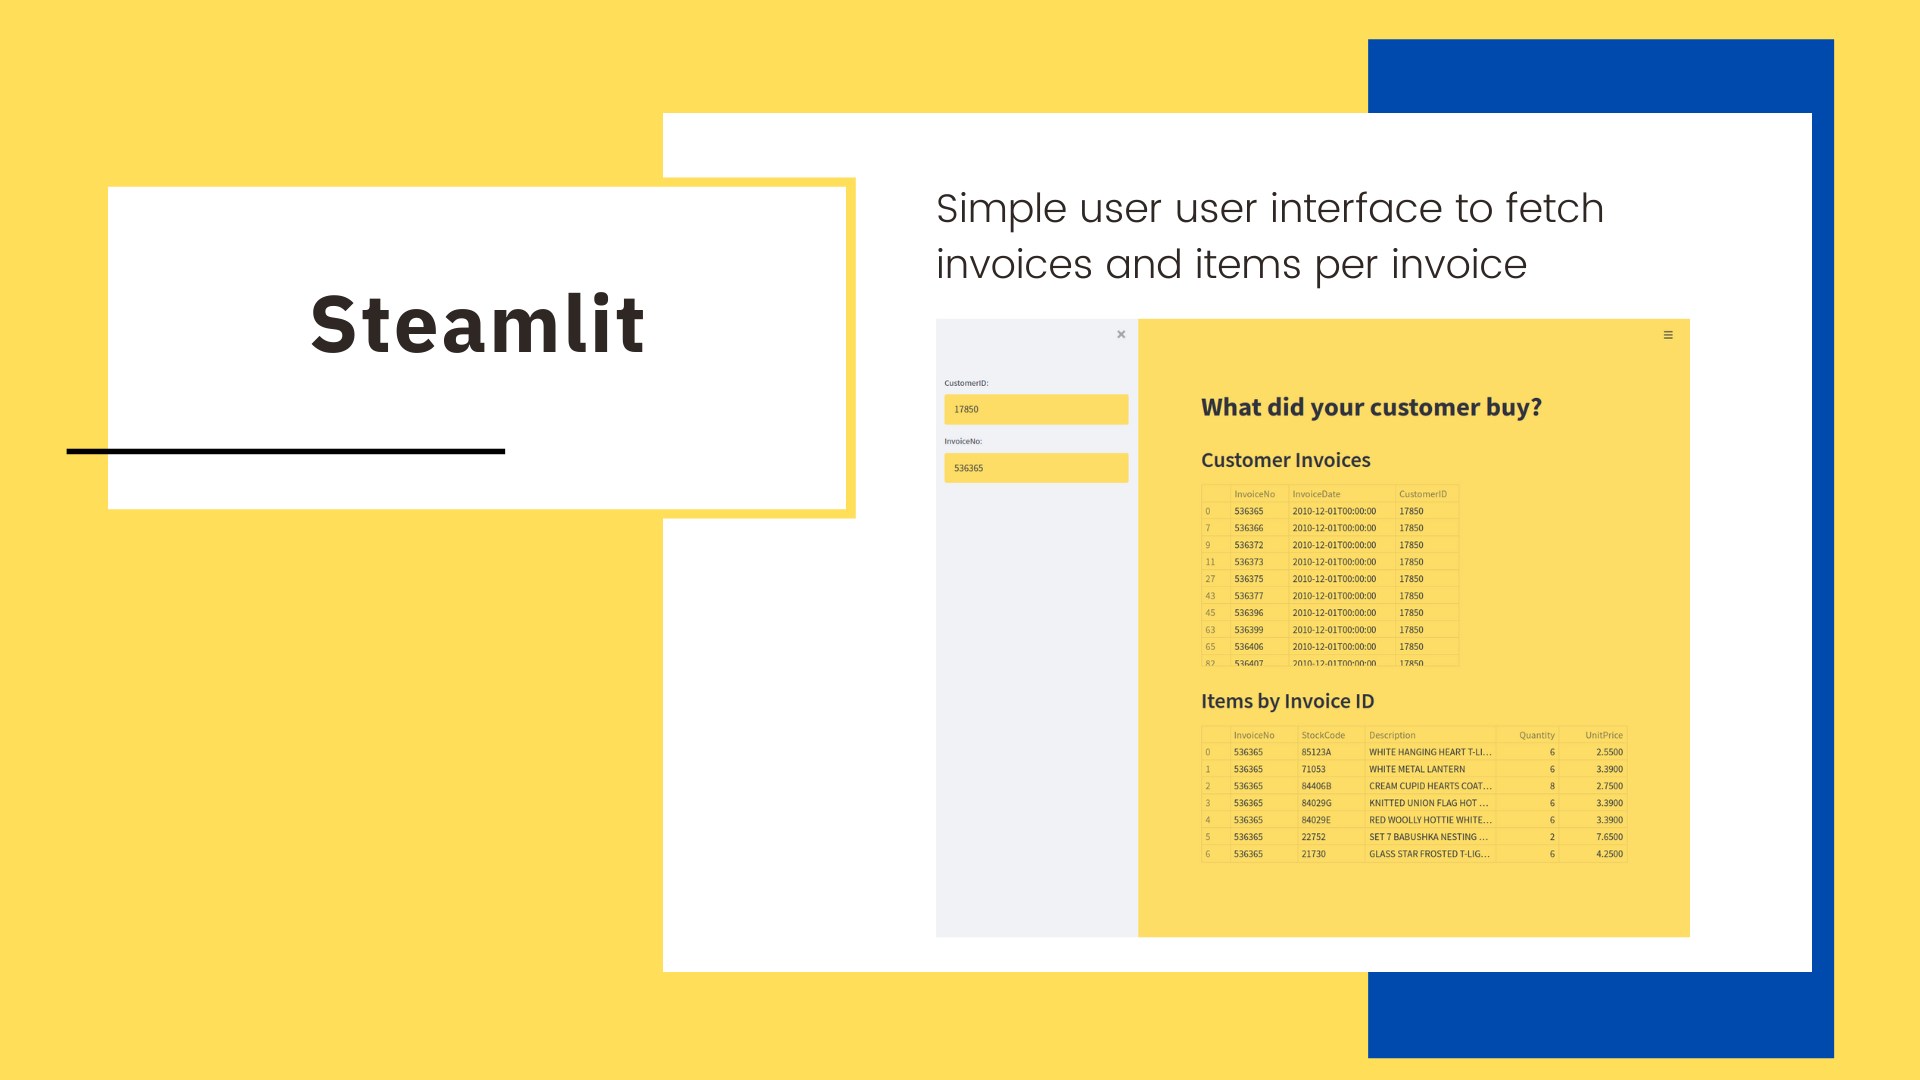 Steamlit
Simple user user interface to fetch
invoices and items per invoice
CustomerID:
17850
InvoiceNo:
536365
What did your customer buy?
Customer Invoices
InvoiceNo InvoiceDate CustomerID
0 536365 2010-12-01T00:00:00 17850
7 536366 2010-12-01T00:00:00 17850
9 536372 2010-12-01T00:00:00 17850
11 536373 2010-12-01T00:00:00 17850
27 536375 2010-12-01T00:00:00 17850
43 536377 2010-12-01T00:00:00 17850
45 536396 2010-12-01T00:00:00 17850
63 536399 2010-12-01T00:00:00 17850
65 536406 2010-12-01T00:00:00 17850
82 536407 2010-12-01T00:00:00 17850
Items by Invoice ID
InvoiceNo StockCode Description Quantity UnitPrice
0 536365 85123A WHITE HANGING HEART T-LI... 6 2.5500
1 536365 71053 WHITE METAL LANTERN 6 3.3900
2 536365 84406B CREAM CUPID HEARTS COAT... 8 2.7500
3 536365 84029G KNITTED UNION FLAG HOT ... 6 3.3900
4 536365 84029E RED WOOLLY HOTTIE WHITE... 6 3.3900
5 536365 22752 SET 7 BABUSHKA NESTING ... 2 7.6500
6 536365 21730 GLASS STAR FROSTED T-LIG... 6 4.2500